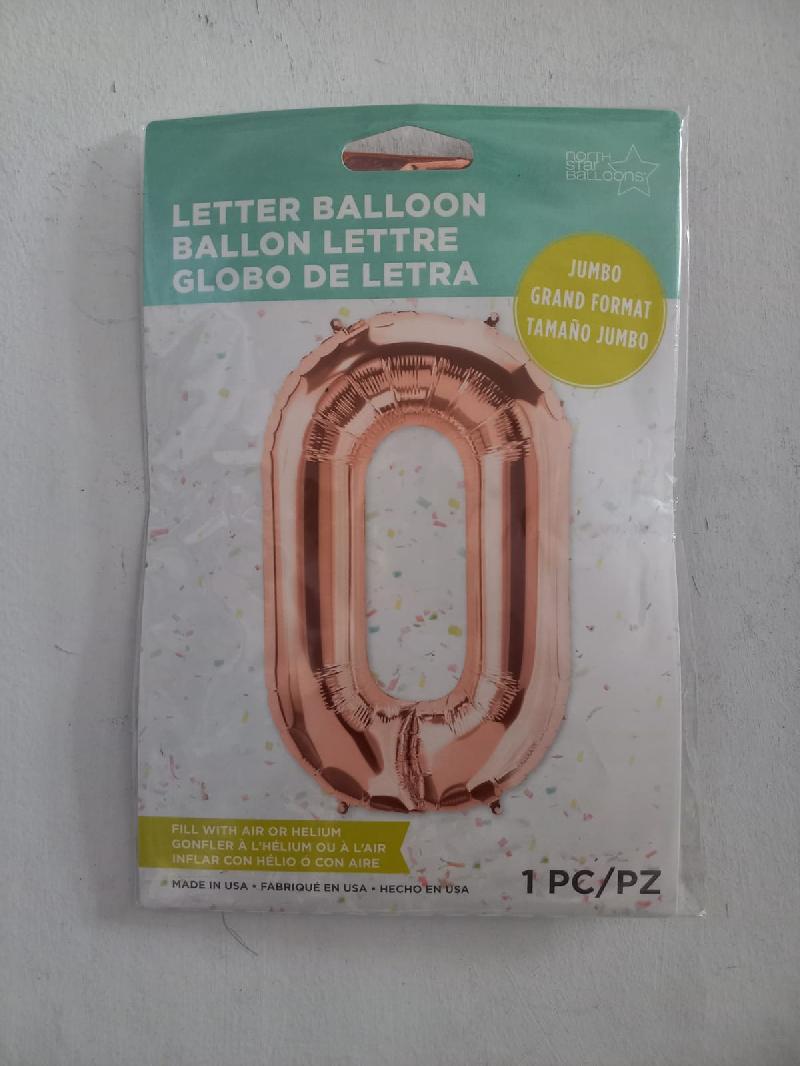 north
star
balloons
LETTER BALLOON
BALLON LETTRE
GLOBO DE LETRA
JUMBO
GRAND FORMAT
TAMAÑO JUMBO
O
FILL WITH AIR OR HELIUM
GONFLER À L'HÉLIUM OU À L'AIR
INFLAR CON HÉLIO Ó CON AIRE
MADE IN USA • FABRIQUÉ EN USA • HECHO EN USA
1 PC/PZ